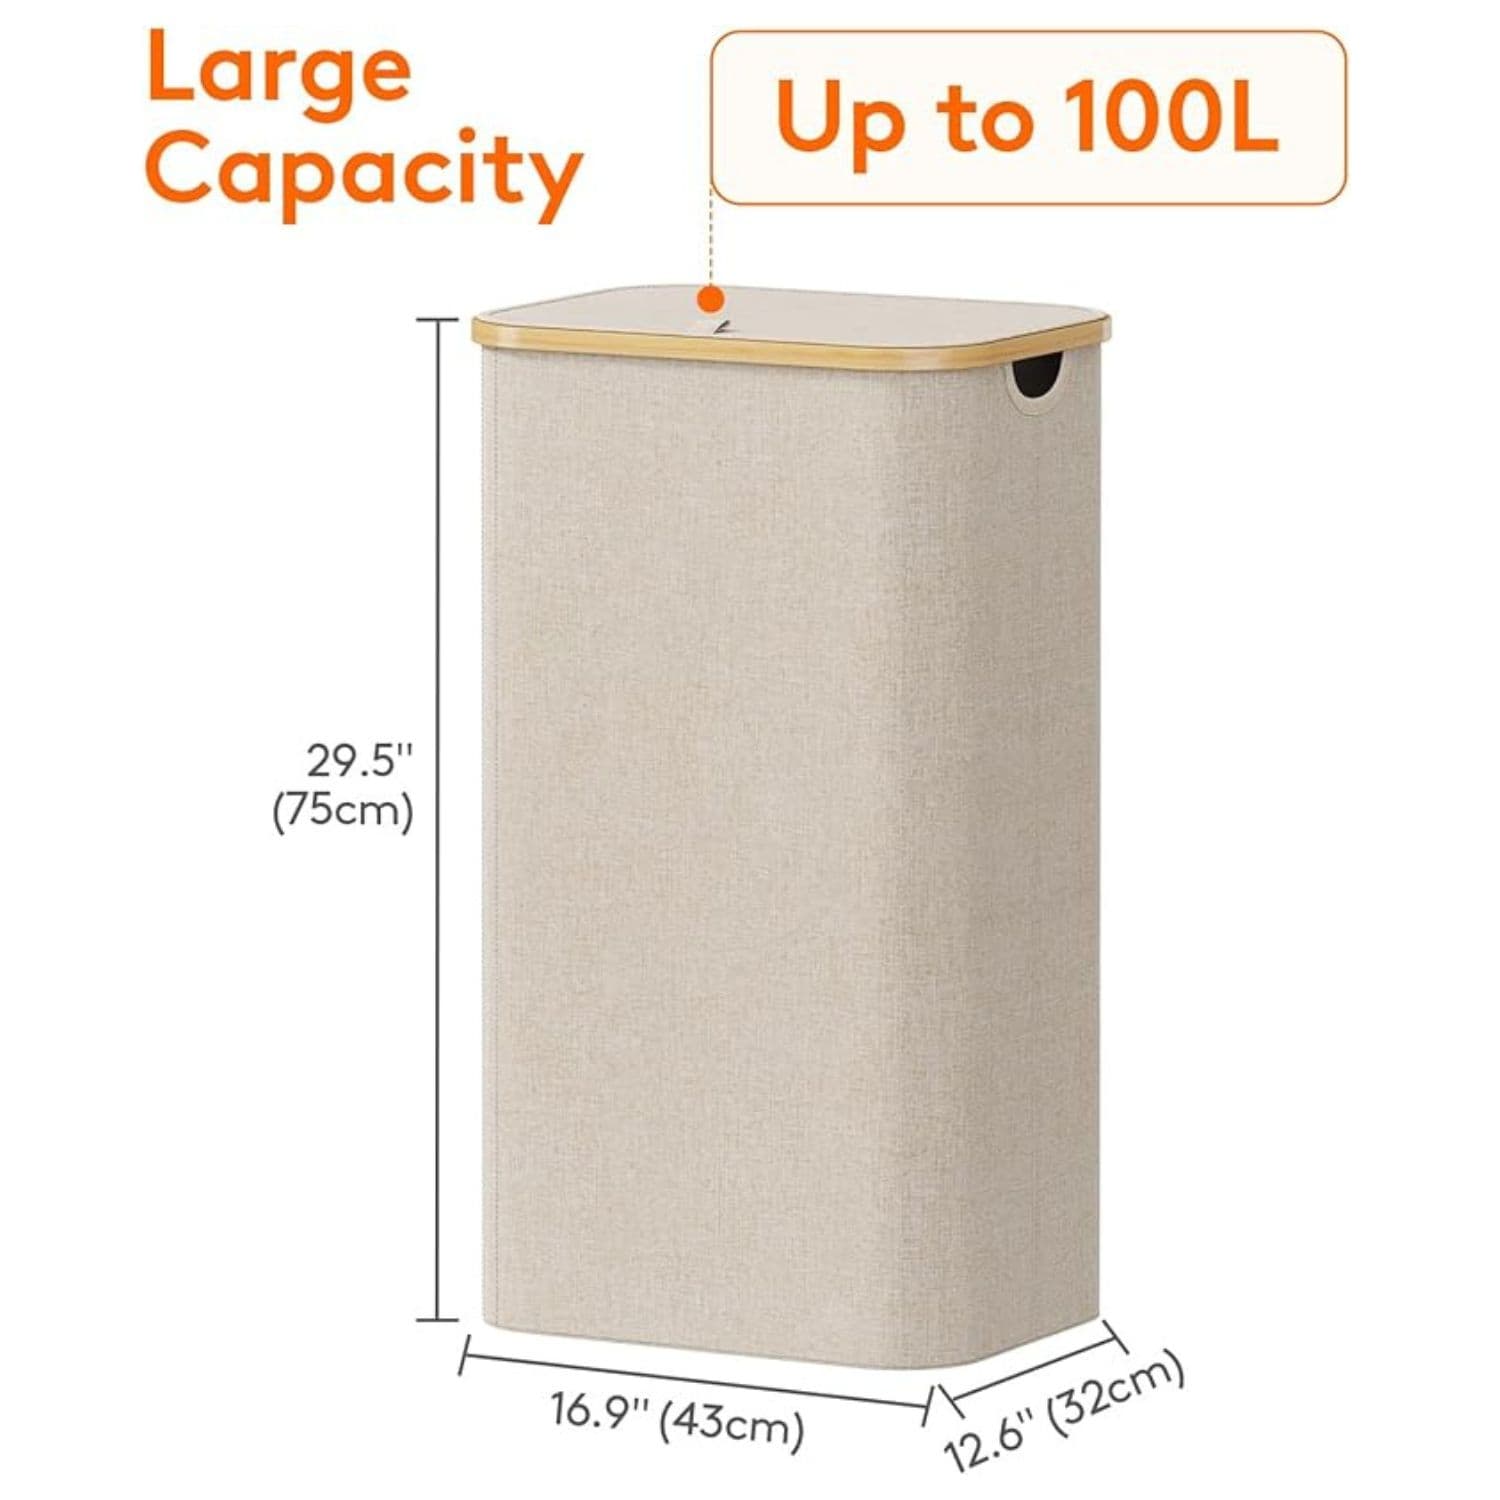 Large
Capacity
Up to 100L
29.5"
(75cm)
16.9" (43cm)
12.6" (32cm)